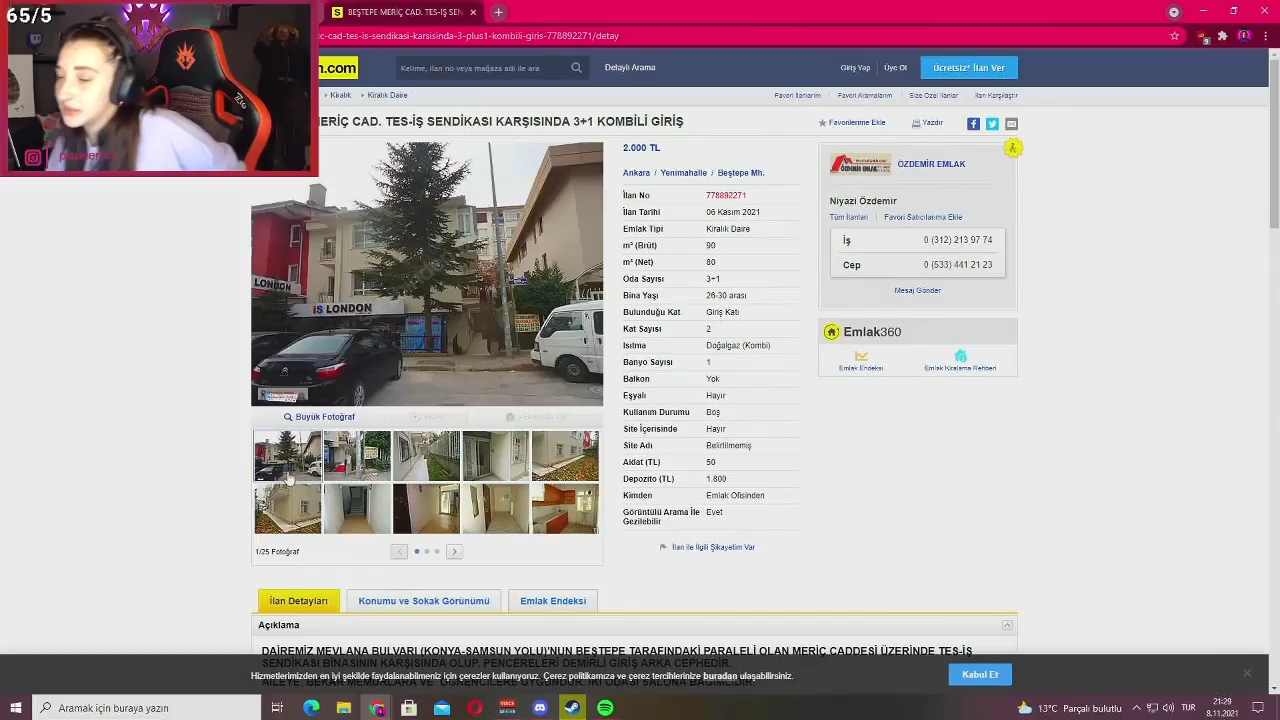 65/5
BEŞTEPE MERİÇ CAD. TES-İŞ SEN
ic-cad-tes-is-sendikasi-karsisinda-3-plus1-kombili-giris-778892271/detay
n.com
Kelime, ilan no veya mağaza adı ile ara
Detaylı Arama
Giriş Yap
Üye Ol
Ücretsiz* İlan Ver
Kiralık
Kiralık Daire
Favori İlanlarım
Favori Aramalarım
Size Özel İlanlar
İlan Karşılaştır
MERİÇ CAD. TES-İŞ SENDİKASI KARŞISINDA 3+1 KOMBİLİ GİRİŞ
Favorilerime Ekle
Yazdır
2.000 TL
Ankara / Yenimahalle / Beştepe Mh.
İlan No 778892271
İlan Tarihi 06 Kasım 2021
Emlak Tipi Kiralık Daire
m² (Brüt) 90
m² (Net) 80
Oda Sayısı 3+1
Bina Yaşı 26-30 arası
Bulunduğu Kat Giriş Katı
Kat Sayısı 2
Isıtma Doğalgaz (Kombi)
Banyo Sayısı 1
Balkon Yok
Eşyalı Hayır
Kullanım Durumu Boş
Site İçerisinde Hayır
Site Adı Belirtilmemiş
Aidat (TL) 50
Depozito (TL) 1.800
Kimden Emlak Ofisinden
Görüntülü Arama İle Gezilebilir Evet
İlan ile İlgili Şikayetim Var
ÖZDEMİR EMLAK
Niyazi Özdemir
Tüm İlanları
Favori Satıcılarıma Ekle
İş 0 (312) 213 97 74
Cep 0 (533) 441 21 23
Mesaj Gönder
Emlak360
Emlak Endeksi
Emlak Kiralama Rehberi
LONDON
iS LONDON
Büyük Fotoğraf
1/25 Fotoğraf
İlan Detayları
Konumu ve Sokak Görünümü
Emlak Endeksi
Açıklama
DAİREMİZ MEVLANA BULVARI (KONYA-SAMSUN YOLU)'NUN BEŞTEPE TARAFINDAKİ PARALELİ OLAN MERİÇ CADDESİ ÜZERİNDE TES-İŞ
SENDİKASI BİNASININ KARŞISINDA OLUP, PENCERELERİ DEMİRLİ GİRİŞ ARKA CEPHEDİR.
Hizmetlerimizden en iyi şekilde faydalanabilmeniz için çerezler kullanıyoruz. Çerez politikamıza ve çerez tercihlerinize buradan ulaşabilirsiniz.
Kabul Et
Aramak için buraya yazın
13°C Parçalı bulutlu
TUR
21:29
8.11.2021